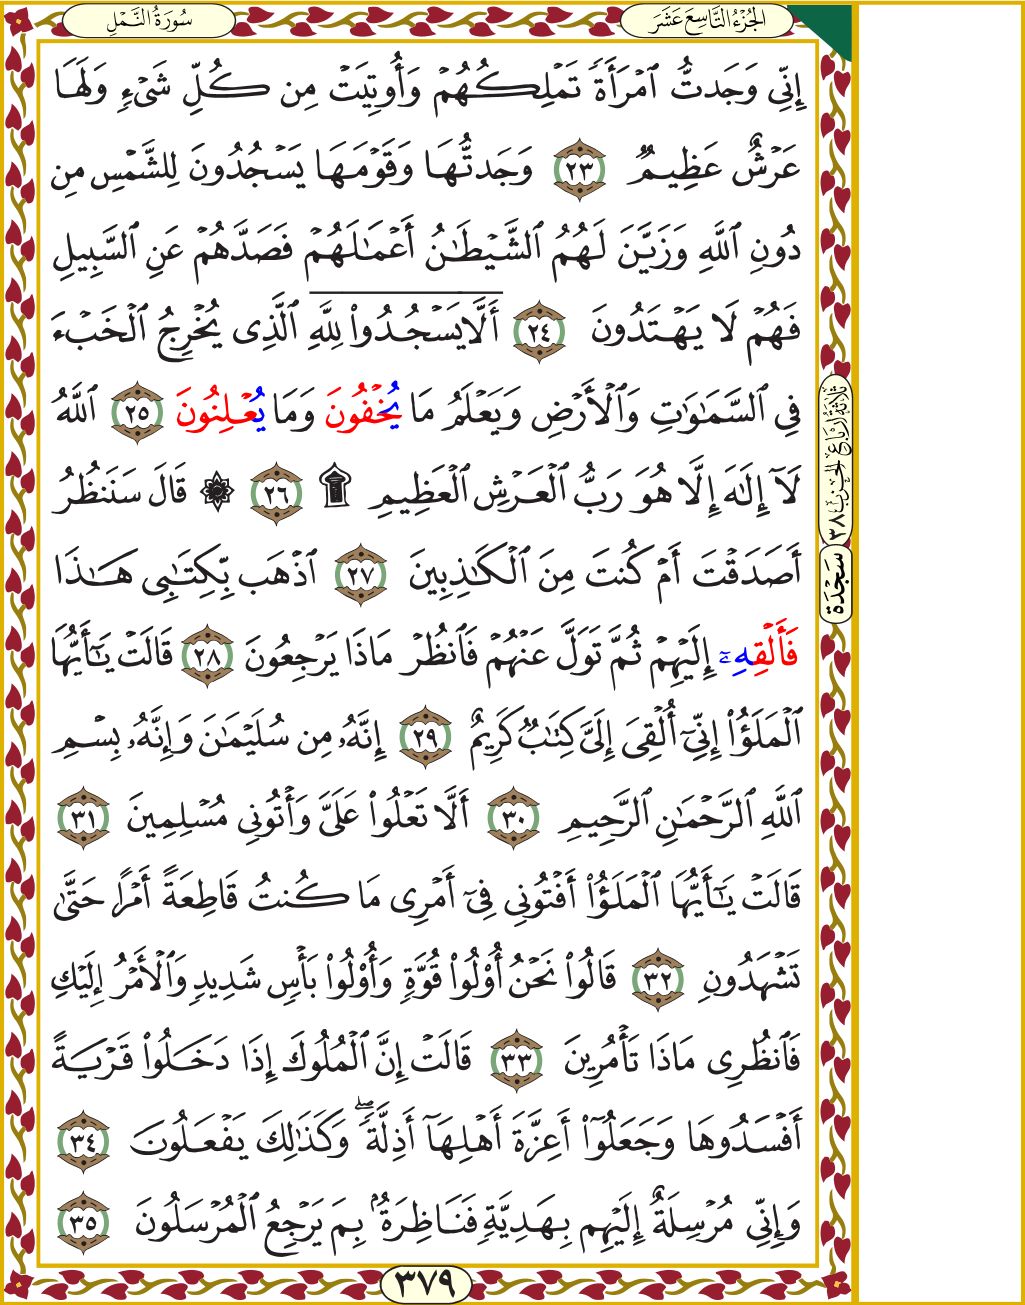 الجُزْءُ التَّاسِعَ عَشَرَ
سُورَةُ النَّمْلِ
إِنِّي وَجَدتُّ ٱمْرَأَةً تَمْلِكُهُمْ وَأُوتِيَتْ مِن كُلِّ شَىْءٍ وَلَهَا
عَرْشٌ عَظِيمٌ ٢٣ وَجَدتُّهَا وَقَوْمَهَا يَسْجُدُونَ لِلشَّمْسِ مِن
دُونِ ٱللَّهِ وَزَيَّنَ لَهُمُ ٱلشَّيْطَٰنُ أَعْمَٰلَهُمْ فَصَدَّهُمْ عَنِ ٱلسَّبِيلِ
فَهُمْ لَا يَهْتَدُونَ ٢٤ أَلَّا يَسْجُدُوا۟ لِلَّهِ ٱلَّذِى يُخْرِجُ ٱلْخَبْءَ
فِي ٱلسَّمَٰوَٰتِ وَٱلْأَرْضِ وَيَعْلَمُ مَا يُخْفُونَ وَمَا يُعْلِنُونَ ٢٥ ٱللَّهُ
لَآ إِلَٰهَ إِلَّا هُوَ رَبُّ ٱلْعَرْشِ ٱلْعَظِيمِ ۩ ٢٦ ۞ قَالَ سَنَنظُرُ
أَصَدَقْتَ أَمْ كُنتَ مِنَ ٱلْكَٰذِبِينَ ٢٧ ٱذْهَب بِّكِتَٰبِى هَٰذَا
فَأَلْقِهِۦٓ إِلَيْهِمْ ثُمَّ تَوَلَّ عَنْهُمْ فَٱنظُرْ مَاذَا يَرْجِعُونَ ٢٨ قَالَتْ يَٰٓأَيُّهَا
ٱلْمَلَؤُا۟ إِنِّىٓ أُلْقِىَ إِلَىَّ كِتَٰبٌ كَرِيمٌ ٢٩ إِنَّهُۥ مِن سُلَيْمَٰنَ وَإِنَّهُۥ بِسْمِ
ٱللَّهِ ٱلرَّحْمَٰنِ ٱلرَّحِيمِ ٣٠ أَلَّا تَعْلُوا۟ عَلَىَّ وَأْتُونِى مُسْلِمِينَ ٣١
قَالَتْ يَٰٓأَيُّهَا ٱلْمَلَؤُا۟ أَفْتُونِى فِىٓ أَمْرِى مَا كُنتُ قَاطِعَةً أَمْرًا حَتَّىٰ
تَشْهَدُونِ ٣٢ قَالُوا۟ نَحْنُ أُو۟لُوا۟ قُوَّةٍ وَأُو۟لُوا۟ بَأْسٍ شَدِيدٍ وَٱلْأَمْرُ إِلَيْكِ
فَٱنظُرِى مَاذَا تَأْمُرِينَ ٣٣ قَالَتْ إِنَّ ٱلْمُلُوكَ إِذَا دَخَلُوا۟ قَرْيَةً
أَفْسَدُوهَا وَجَعَلُوٓا۟ أَعِزَّةَ أَهْلِهَآ أَذِلَّةً ۖ وَكَذَٰلِكَ يَفْعَلُونَ ٣٤
وَإِنِّي مُرْسِلَةٌ إِلَيْهِم بِهَدِيَّةٍ فَنَاظِرَةٌۢ بِمَ يَرْجِعُ ٱلْمُرْسَلُونَ ٣٥
ثَلَاثَةُ أَرْبَاعِ الْحِزْبِ ٣٨
سَجْدَة
٣٧٩